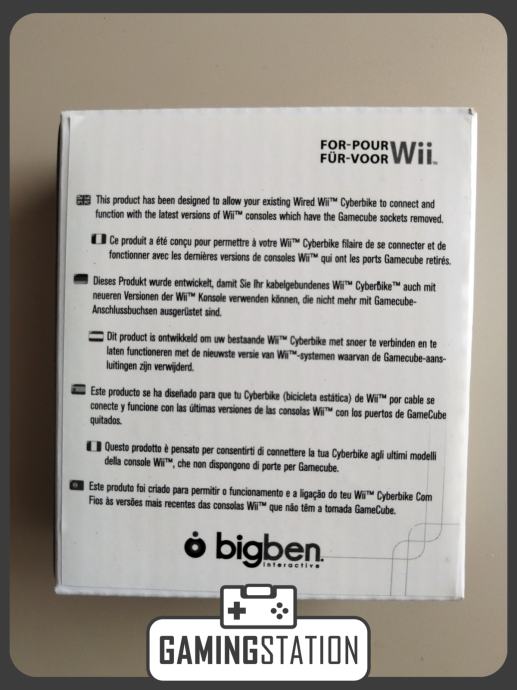 FOR-POUR
FÜR-VOOR Wii™
This product has been designed to allow your existing Wired Wii™ Cyberbike to connect and
function with the latest versions of Wii™ consoles which have the Gamecube sockets removed.
Ce produit a été conçu pour permettre à votre Wii™ Cyberbike filaire de se connecter et de
fonctionner avec les dernières versions de consoles Wii™ qui ont les ports Gamecube retirés.
Dieses Produkt wurde entwickelt, damit Sie Ihr kabelgebundenes Wii™ Cyberbike™ auch mit
neueren Versionen der Wii™ Konsole verwenden können, die nicht mehr mit Gamecube-
Anschlussbuchsen ausgerüstet sind.
Dit product is ontwikkeld om uw bestaande Wii™ Cyberbike met snoer te verbinden en te
laten functioneren met de nieuwste versie van Wii™-systemen waarvan de Gamecube-aans-
luitingen zijn verwijderd.
Este producto se ha diseñado para que tu Cyberbike (bicicleta estática) de Wii™ por cable se
conecte y funcione con las últimas versiones de las consolas Wii™ con los puertos de GameCube
quitados.
Questo prodotto è pensato per consentirti di connettere la tua Cyberbike agli ultimi modelli
della console Wii™, che non dispongono di porte per Gamecube.
Este produto foi criado para permitir o funcionamento e a ligação do teu Wii™ Cyberbike Com
Fios às versões mais recentes das consolas Wii™ que não têm a tomada GameCube.
bigben
interactive
GAMINGSTATION